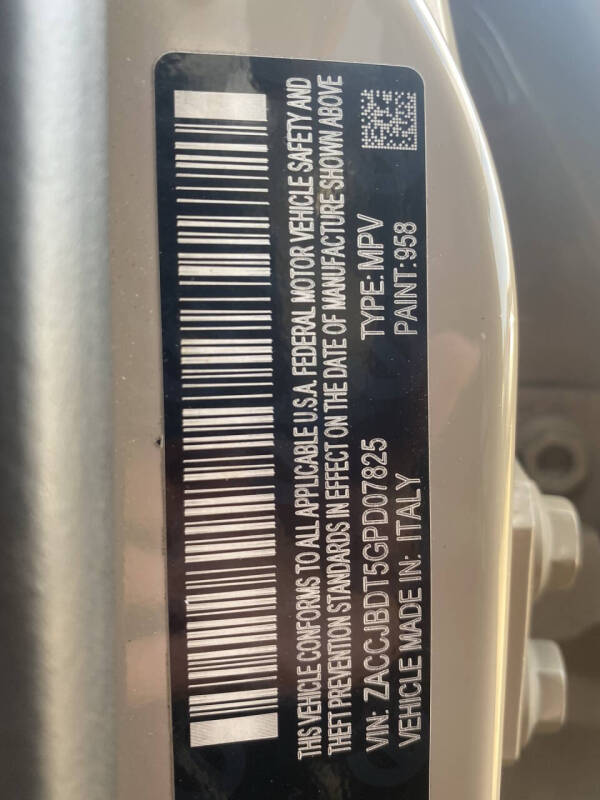 THIS VEHICLE CONFORMS TO ALL APPLICABLE U.S.A. FEDERAL MOTOR VEHICLE SAFETY AND
THEFT PREVENTION STANDARDS IN EFFECT ON THE DATE OF MANUFACTURE SHOWN ABOVE
VIN: ZACCJBDT5GPD07825 TYPE: MPV
VEHICLE MADE IN: ITALY PAINT: 958